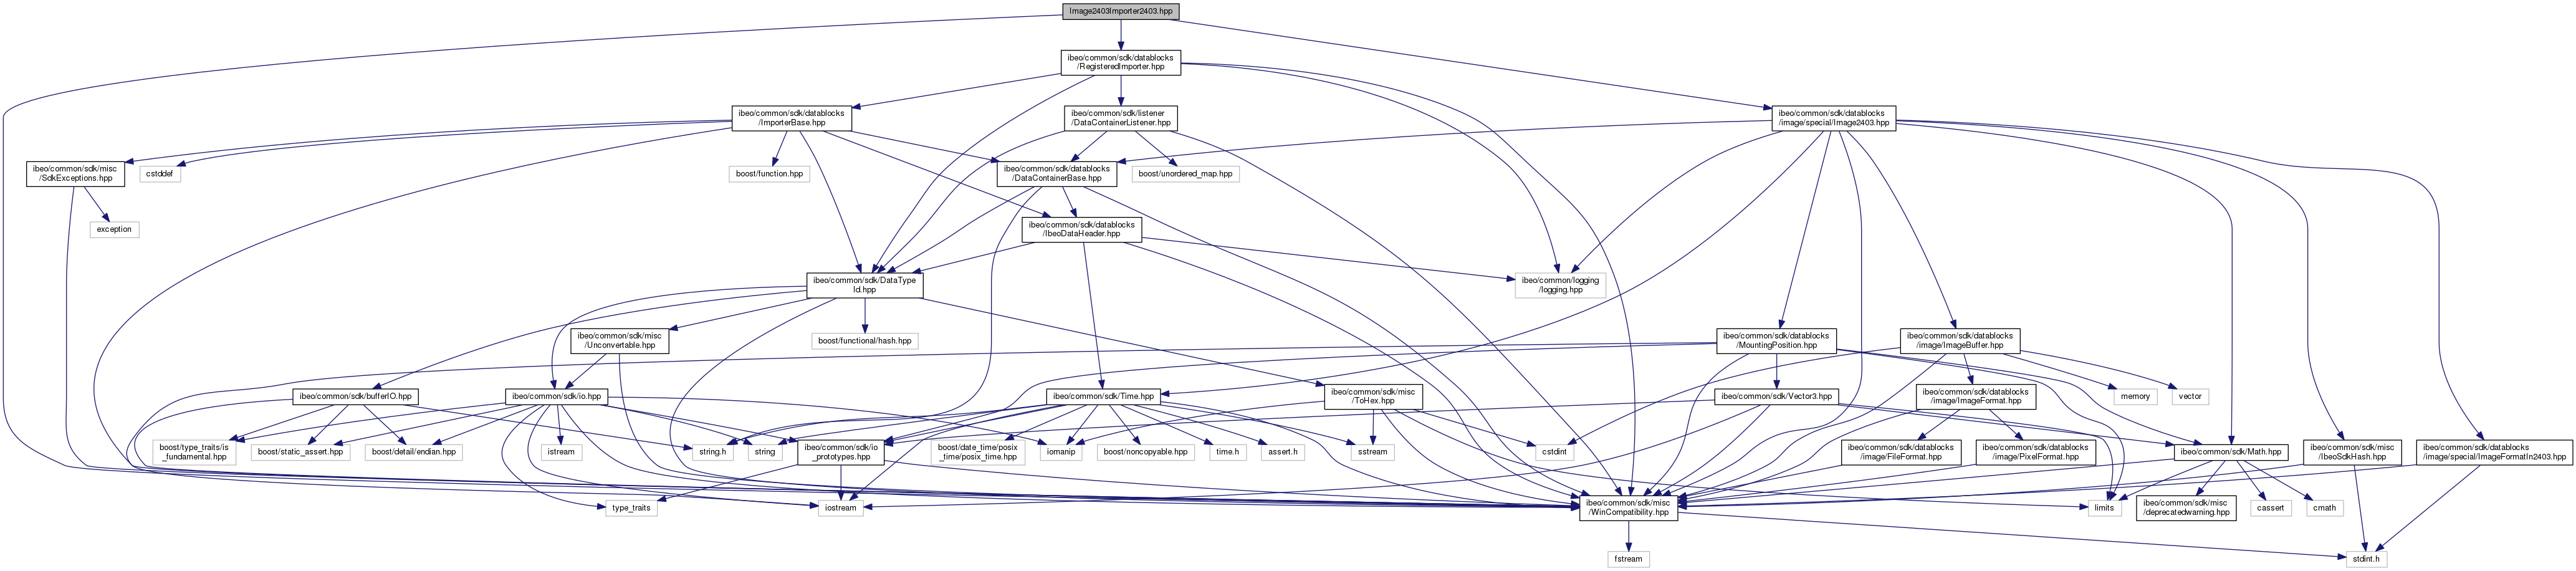 Image2403Importer2403.hpp
ibeo/common/sdk/datablocks
/RegisteredImporter.hpp
ibeo/common/sdk/datablocks
/ImporterBase.hpp
ibeo/common/sdk/listener
/DataContainerListener.hpp
ibeo/common/sdk/datablocks
/image/special/Image2403.hpp
ibeo/common/sdk/misc
/SdkExceptions.hpp
cstddef
boost/function.hpp
ibeo/common/sdk/datablocks
/DataContainerBase.hpp
boost/unordered_map.hpp
exception
ibeo/common/sdk/datablocks
/IbeoDataHeader.hpp
ibeo/common/sdk/DataType
Id.hpp
ibeo/common/logging
/logging.hpp
ibeo/common/sdk/misc
/Unconvertable.hpp
boost/functional/hash.hpp
ibeo/common/sdk/datablocks
/MountingPosition.hpp
ibeo/common/sdk/datablocks
/image/ImageBuffer.hpp
ibeo/common/sdk/bufferIO.hpp
ibeo/common/sdk/io.hpp
ibeo/common/sdk/Time.hpp
ibeo/common/sdk/misc
/ToHex.hpp
ibeo/common/sdk/Vector3.hpp
ibeo/common/sdk/datablocks
/image/ImageFormat.hpp
memory
vector
boost/type_traits/is
_fundamental.hpp
boost/static_assert.hpp
boost/detail/endian.hpp
istream
string.h
string
ibeo/common/sdk/io
_prototypes.hpp
boost/date_time/posix
_time/posix_time.hpp
iomanip
boost/noncopyable.hpp
time.h
assert.h
sstream
cstdint
ibeo/common/sdk/datablocks
/image/FileFormat.hpp
ibeo/common/sdk/datablocks
/image/PixelFormat.hpp
ibeo/common/sdk/Math.hpp
ibeo/common/sdk/misc
/IbeoSdkHash.hpp
ibeo/common/sdk/datablocks
/image/special/ImageFormatIn2403.hpp
type_traits
iostream
ibeo/common/sdk/misc
/WinCompatibility.hpp
limits
ibeo/common/sdk/misc
/deprecatedwarning.hpp
cassert
cmath
fstream
stdint.h